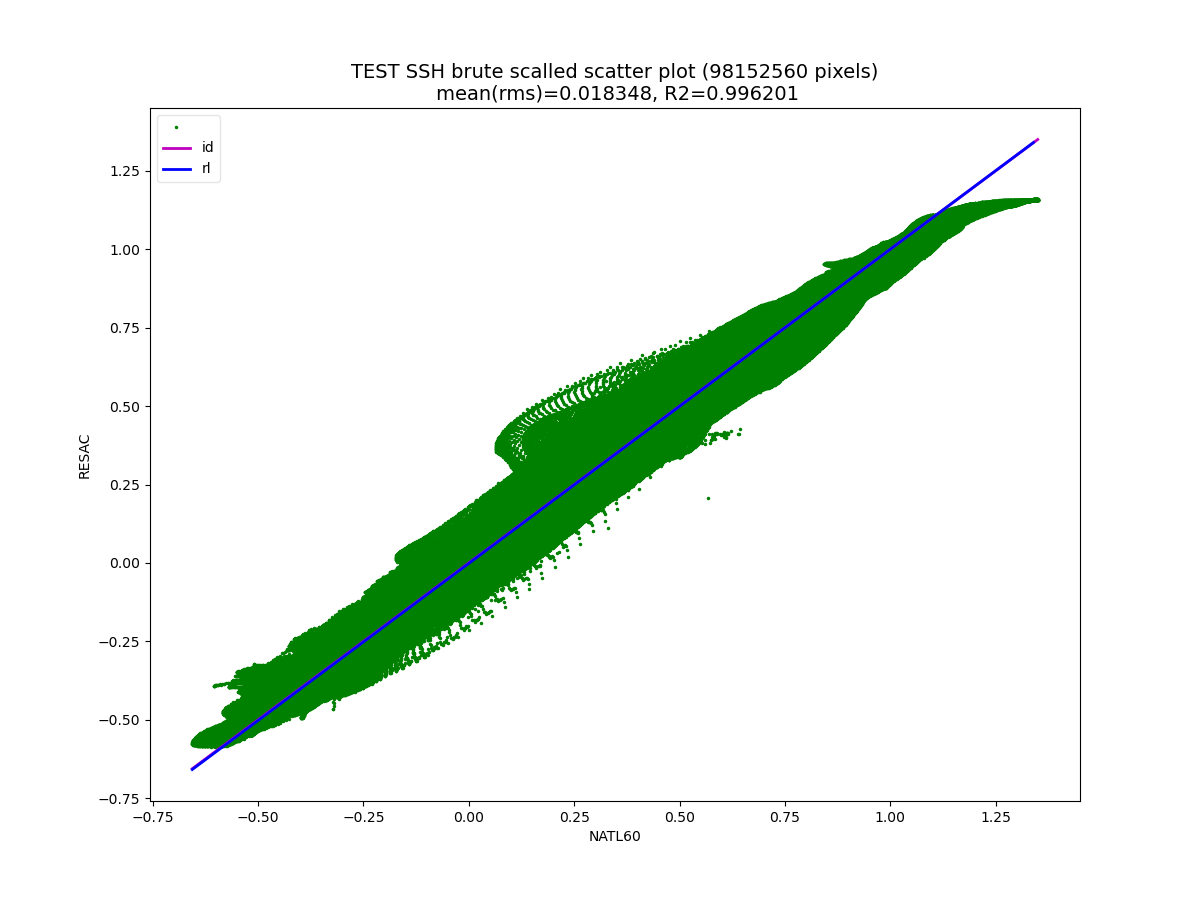 TEST SSH brute scalled scatter plot (98152560 pixels)
mean(rms)=0.018348, R2=0.996201
id
rl
1.25
1.00
0.75
0.50
0.25
0.00
−0.25
−0.50
−0.75
RESAC
−0.75 −0.50 −0.25 0.00 0.25 0.50 0.75 1.00 1.25
NATL60